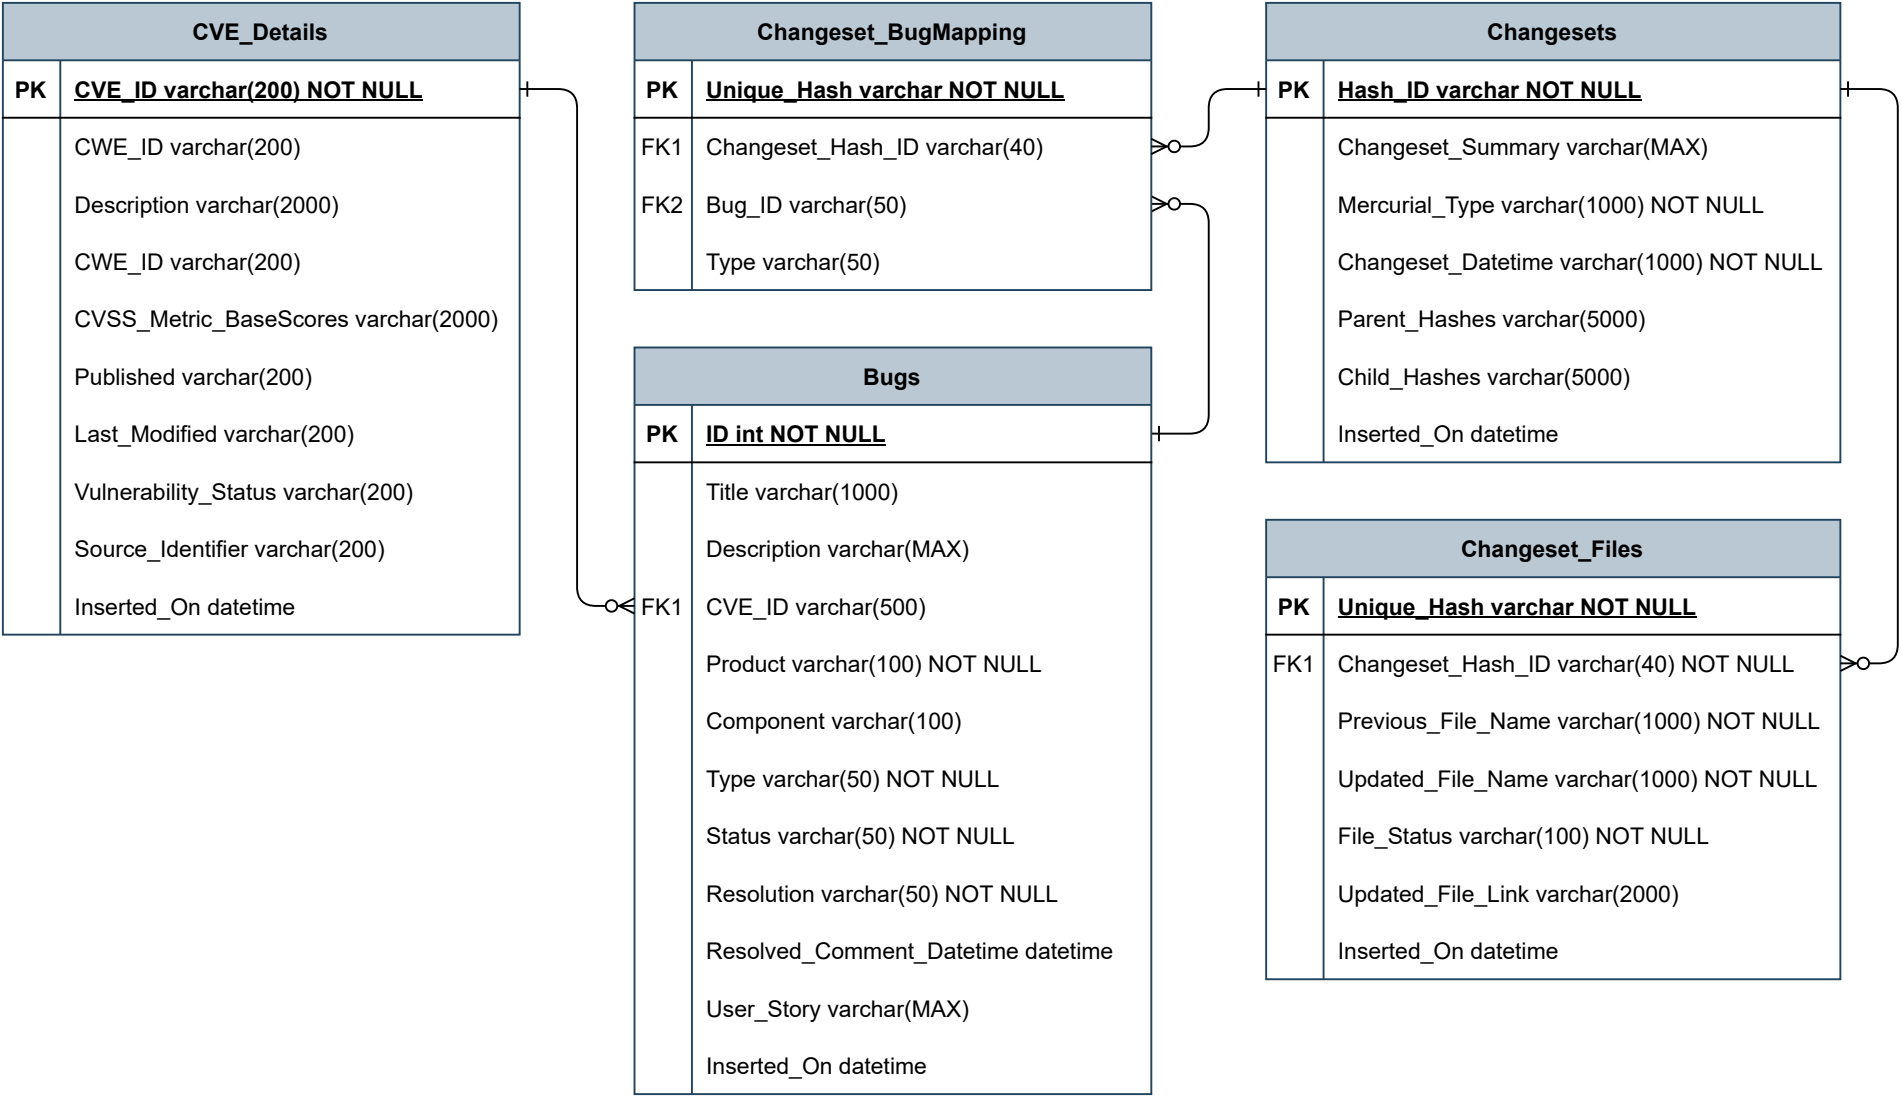 CVE_Details
PK CVE_ID varchar(200) NOT NULL
CWE_ID varchar(200)
Description varchar(2000)
CWE_ID varchar(200)
CVSS_Metric_BaseScores varchar(2000)
Published varchar(200)
Last_Modified varchar(200)
Vulnerability_Status varchar(200)
Source_Identifier varchar(200)
Inserted_On datetime
Changeset_BugMapping
PK Unique_Hash varchar NOT NULL
FK1 Changeset_Hash_ID varchar(40)
FK2 Bug_ID varchar(50)
Type varchar(50)
Bugs
PK ID int NOT NULL
Title varchar(1000)
Description varchar(MAX)
FK1 CVE_ID varchar(500)
Product varchar(100) NOT NULL
Component varchar(100)
Type varchar(50) NOT NULL
Status varchar(50) NOT NULL
Resolution varchar(50) NOT NULL
Resolved_Comment_Datetime datetime
User_Story varchar(MAX)
Inserted_On datetime
Changesets
PK Hash_ID varchar NOT NULL
Changeset_Summary varchar(MAX)
Mercurial_Type varchar(1000) NOT NULL
Changeset_Datetime varchar(1000) NOT NULL
Parent_Hashes varchar(5000)
Child_Hashes varchar(5000)
Inserted_On datetime
Changeset_Files
PK Unique_Hash varchar NOT NULL
FK1 Changeset_Hash_ID varchar(40) NOT NULL
Previous_File_Name varchar(1000) NOT NULL
Updated_File_Name varchar(1000) NOT NULL
File_Status varchar(100) NOT NULL
Updated_File_Link varchar(2000)
Inserted_On datetime